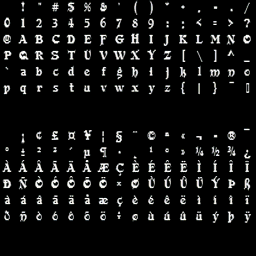 ! " # $ % & ' ( ) * + , - . /
0 1 2 3 4 5 6 7 8 9 : ; < = > ?
@ A B C D E F G H I J K L M N O
P Q R S T U V W X Y Z [ \ ] ^ _
` a b c d e f g h i j k l m n o
p q r s t u v w x y z { | } ~
¡ ¢ £ ¤ ¥ ¦ § ¨ © ª « ¬ - ® ¯
° ± ² ³ ´ µ ¶ · ¸ ¹ º » ¼ ½ ¾ ¿
À Á Â Ã Ä Å Æ Ç È É Ê Ë Ì Í Î Ï
Ð Ñ Ò Ó Ô Õ Ö × Ø Ù Ú Û Ü Ý Þ ß
à á â ã ä å æ ç è é ê ë ì í î ï
ð ñ ò ó ô õ ö ÷ ø ù ú û ü ý þ ÿ